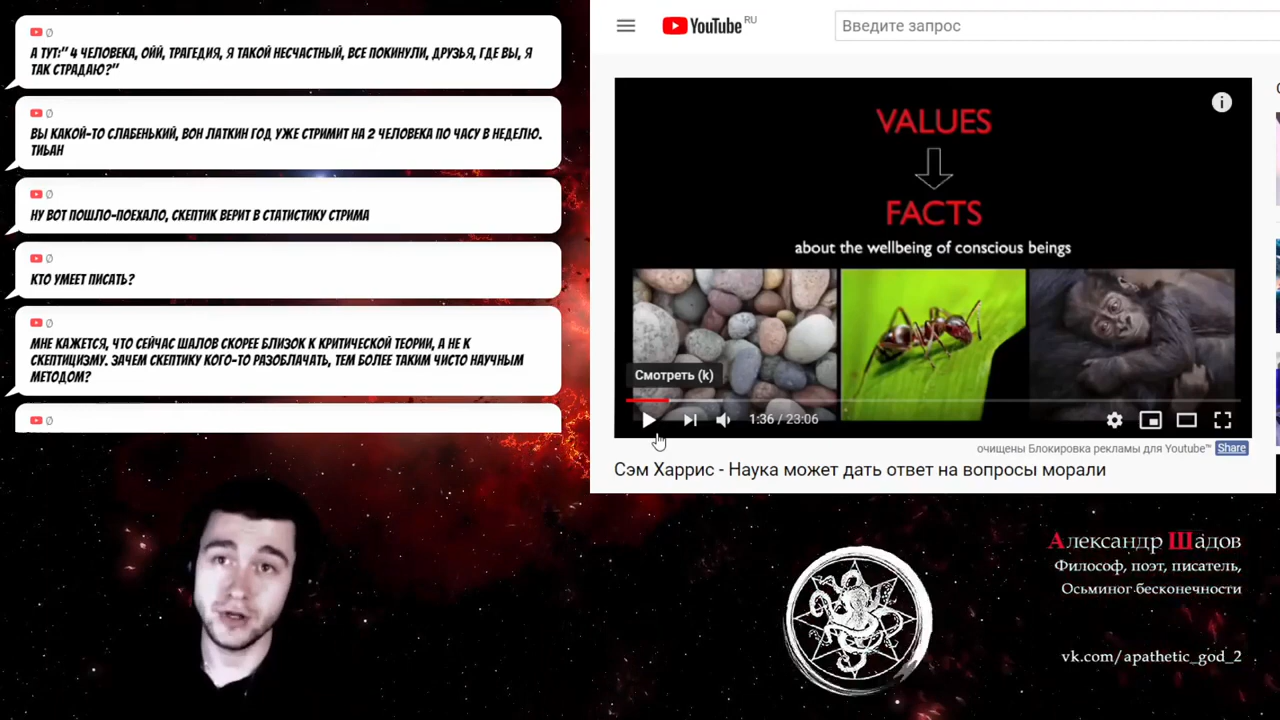 Ø
А ТУТ:" 4 ЧЕЛОВЕКА, ОЙЙ, ТРАГЕДИЯ, Я ТАКОЙ НЕСЧАСТНЫЙ, ВСЕ ПОКИНУЛИ, ДРУЗЬЯ, ГДЕ ВЫ, Я
ТАК СТРАДАЮ?"
Ø
ВЫ КАКОЙ-ТО СЛАБЕНЬКИЙ, ВОН ЛАТКИН ГОД УЖЕ СТРИМИТ НА 2 ЧЕЛОВЕКА ПО ЧАСУ В НЕДЕЛЮ.
ТИЬАН
Ø
НУ ВОТ ПОШЛО-ПОЕХАЛО, СКЕПТИК ВЕРИТ В СТАТИСТИКУ СТРИМА
Ø
КТО УМЕЕТ ПИСАТЬ?
Ø
МНЕ КАЖЕТСЯ, ЧТО СЕЙЧАС ШАЛОВ СКОРЕЕ БЛИЗОК К КРИТИЧЕСКОЙ ТЕОРИИ, А НЕ К
СКЕПТИЦИЗМУ. ЗАЧЕМ СКЕПТИКУ КОГО-ТО РАЗОБЛАЧАТЬ, ТЕМ БОЛЕЕ ТАКИМ ЧИСТО НАУЧНЫМ
МЕТОДОМ?
Ø
YouTube RU
Введите запрос
VALUES
FACTS
about the wellbeing of conscious beings
Смотреть (k)
1:36 / 23:06
очищены Блокировка рекламы для Youtube™ Share
Сэм Харрис - Наука может дать ответ на вопросы морали
Александр Шадов
Философ, поэт, писатель,
Осьминог бесконечности
vk.com/apathetic_god_2